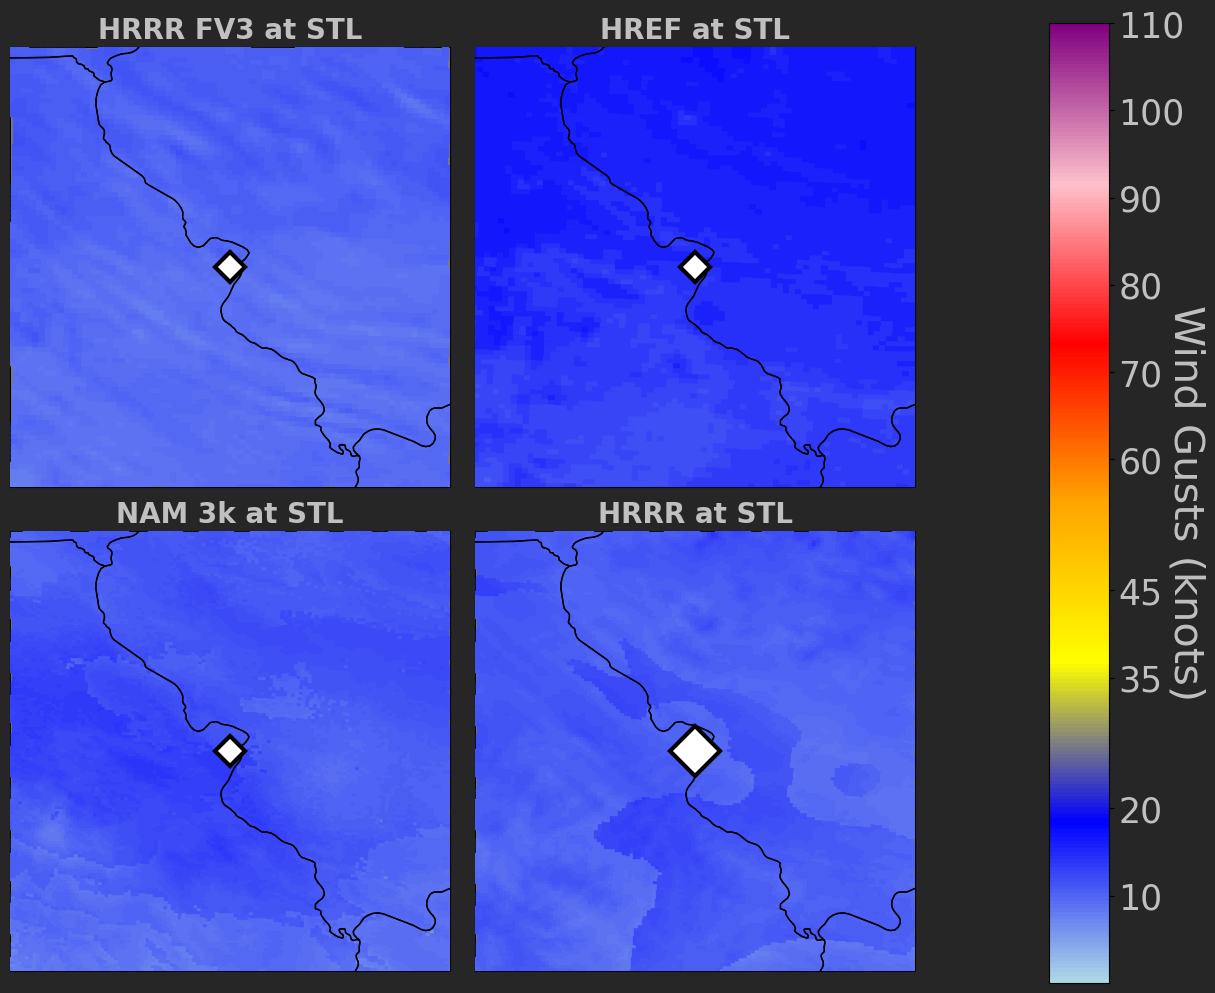 HRRR FV3 at STL
HREF at STL
NAM 3k at STL
HRRR at STL
110
100
90
80
70
60
45
35
20
10
Wind Gusts (knots)